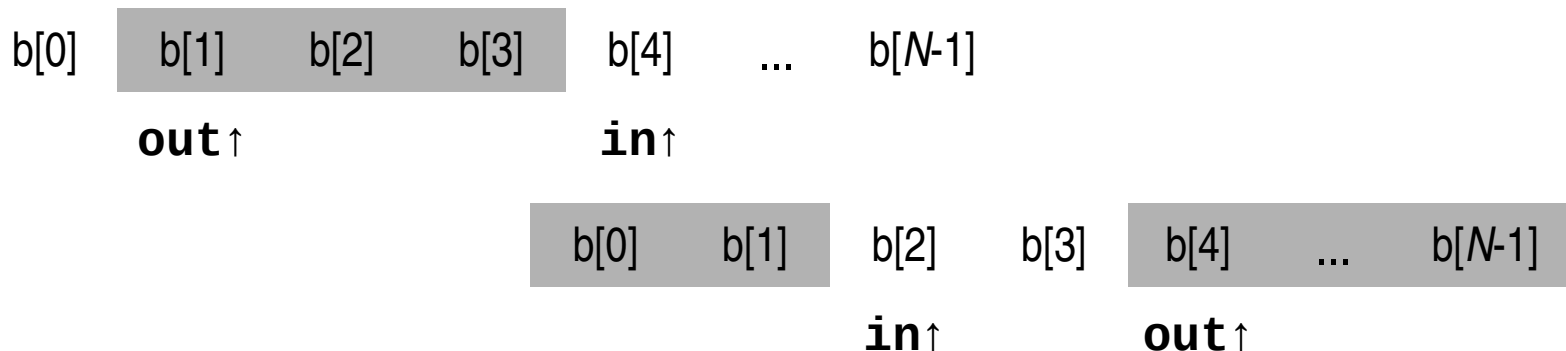 b[0] b[1] b[2] b[3] b[4] ... b[N-1]
out↑ in↑
b[0] b[1] b[2] b[3] b[4] ... b[N-1]
in↑ out↑